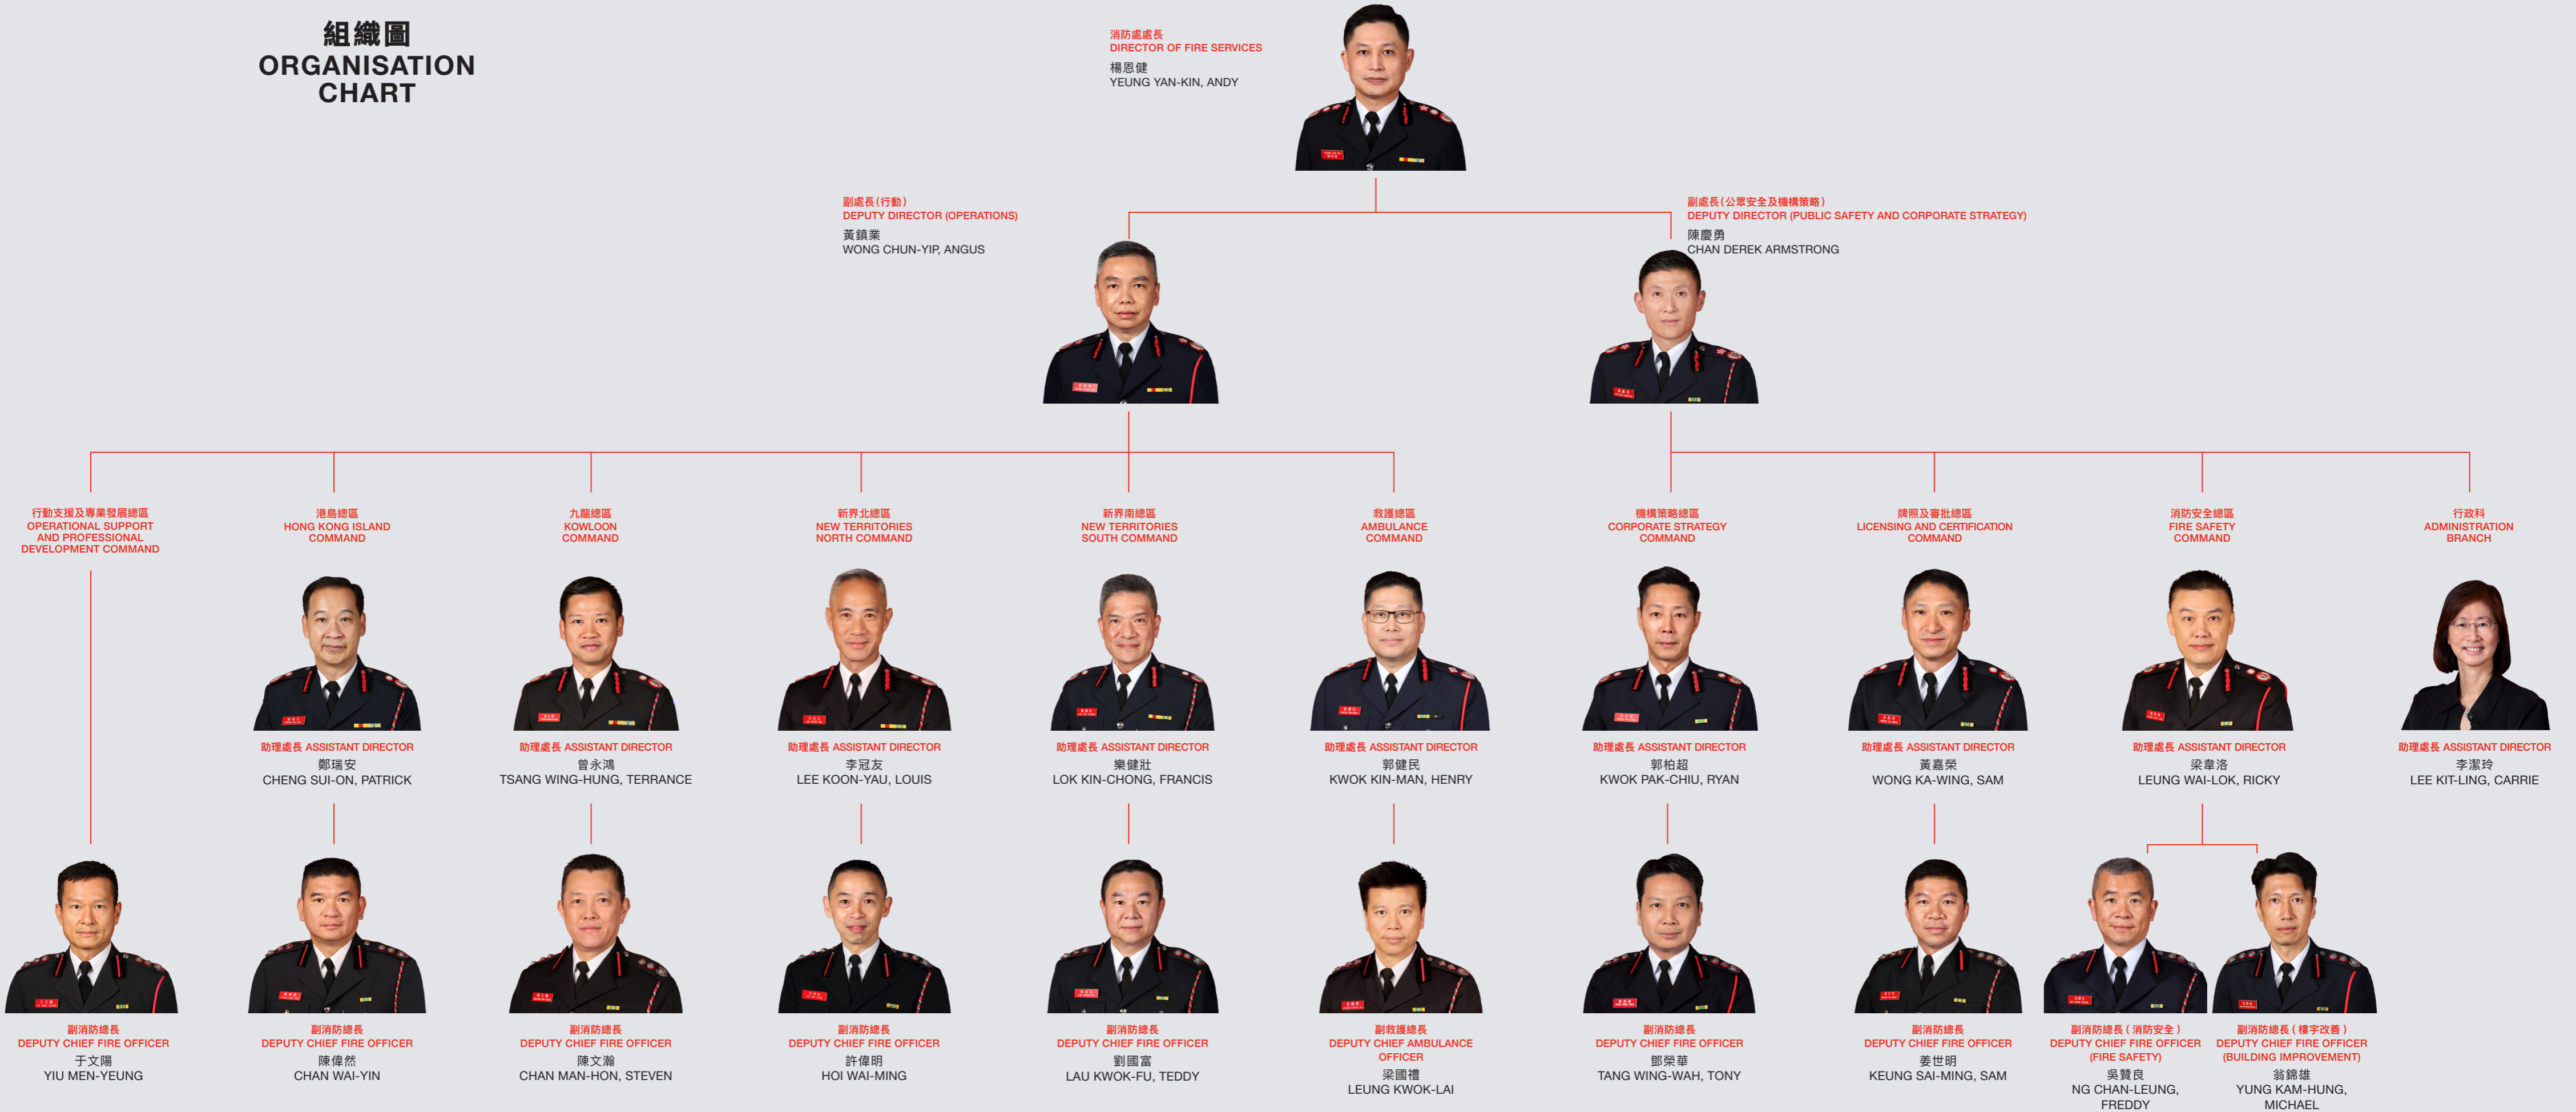 組織圖
ORGANISATION
CHART
消防處處長
DIRECTOR OF FIRE SERVICES
楊恩健
YEUNG YAN-KIN, ANDY
副處長(行動)
DEPUTY DIRECTOR (OPERATIONS)
黃鎮業
WONG CHUN-YIP, ANGUS
副處長(公眾安全及機構策略)
DEPUTY DIRECTOR (PUBLIC SAFETY AND CORPORATE STRATEGY)
陳慶勇
CHAN DEREK ARMSTRONG
行動支援及專業發展總區
OPERATIONAL SUPPORT
AND PROFESSIONAL
DEVELOPMENT COMMAND
港島總區
HONG KONG ISLAND
COMMAND
九龍總區
KOWLOON
COMMAND
新界北總區
NEW TERRITORIES
NORTH COMMAND
新界南總區
NEW TERRITORIES
SOUTH COMMAND
救護總區
AMBULANCE
COMMAND
機構策略總區
CORPORATE STRATEGY
COMMAND
牌照及審批總區
LICENSING AND CERTIFICATION
COMMAND
消防安全總區
FIRE SAFETY
COMMAND
行政科
ADMINISTRATION
BRANCH
助理處長 ASSISTANT DIRECTOR
鄭瑞安
CHENG SUI-ON, PATRICK
助理處長 ASSISTANT DIRECTOR
曾永鴻
TSANG WING-HUNG, TERRANCE
助理處長 ASSISTANT DIRECTOR
李冠友
LEE KOON-YAU, LOUIS
助理處長 ASSISTANT DIRECTOR
樂健壯
LOK KIN-CHONG, FRANCIS
助理處長 ASSISTANT DIRECTOR
郭健民
KWOK KIN-MAN, HENRY
助理處長 ASSISTANT DIRECTOR
郭柏超
KWOK PAK-CHIU, RYAN
助理處長 ASSISTANT DIRECTOR
黃嘉榮
WONG KA-WING, SAM
助理處長 ASSISTANT DIRECTOR
梁韋洛
LEUNG WAI-LOK, RICKY
助理處長 ASSISTANT DIRECTOR
李潔玲
LEE KIT-LING, CARRIE
副消防總長
DEPUTY CHIEF FIRE OFFICER
于文陽
YIU MEN-YEUNG
副消防總長
DEPUTY CHIEF FIRE OFFICER
陳偉然
CHAN WAI-YIN
副消防總長
DEPUTY CHIEF FIRE OFFICER
陳文瀚
CHAN MAN-HON, STEVEN
副消防總長
DEPUTY CHIEF FIRE OFFICER
許偉明
HOI WAI-MING
副消防總長
DEPUTY CHIEF FIRE OFFICER
劉國富
LAU KWOK-FU, TEDDY
副救護總長
DEPUTY CHIEF AMBULANCE
OFFICER
梁國禮
LEUNG KWOK-LAI
副消防總長
DEPUTY CHIEF FIRE OFFICER
鄧榮華
TANG WING-WAH, TONY
副消防總長
DEPUTY CHIEF FIRE OFFICER
姜世明
KEUNG SAI-MING, SAM
副消防總長(消防安全)
DEPUTY CHIEF FIRE OFFICER
(FIRE SAFETY)
吳贊良
NG CHAN-LEUNG,
FREDDY
副消防總長(樓宇改善)
DEPUTY CHIEF FIRE OFFICER
(BUILDING IMPROVEMENT)
翁錦雄
YUNG KAM-HUNG,
MICHAEL